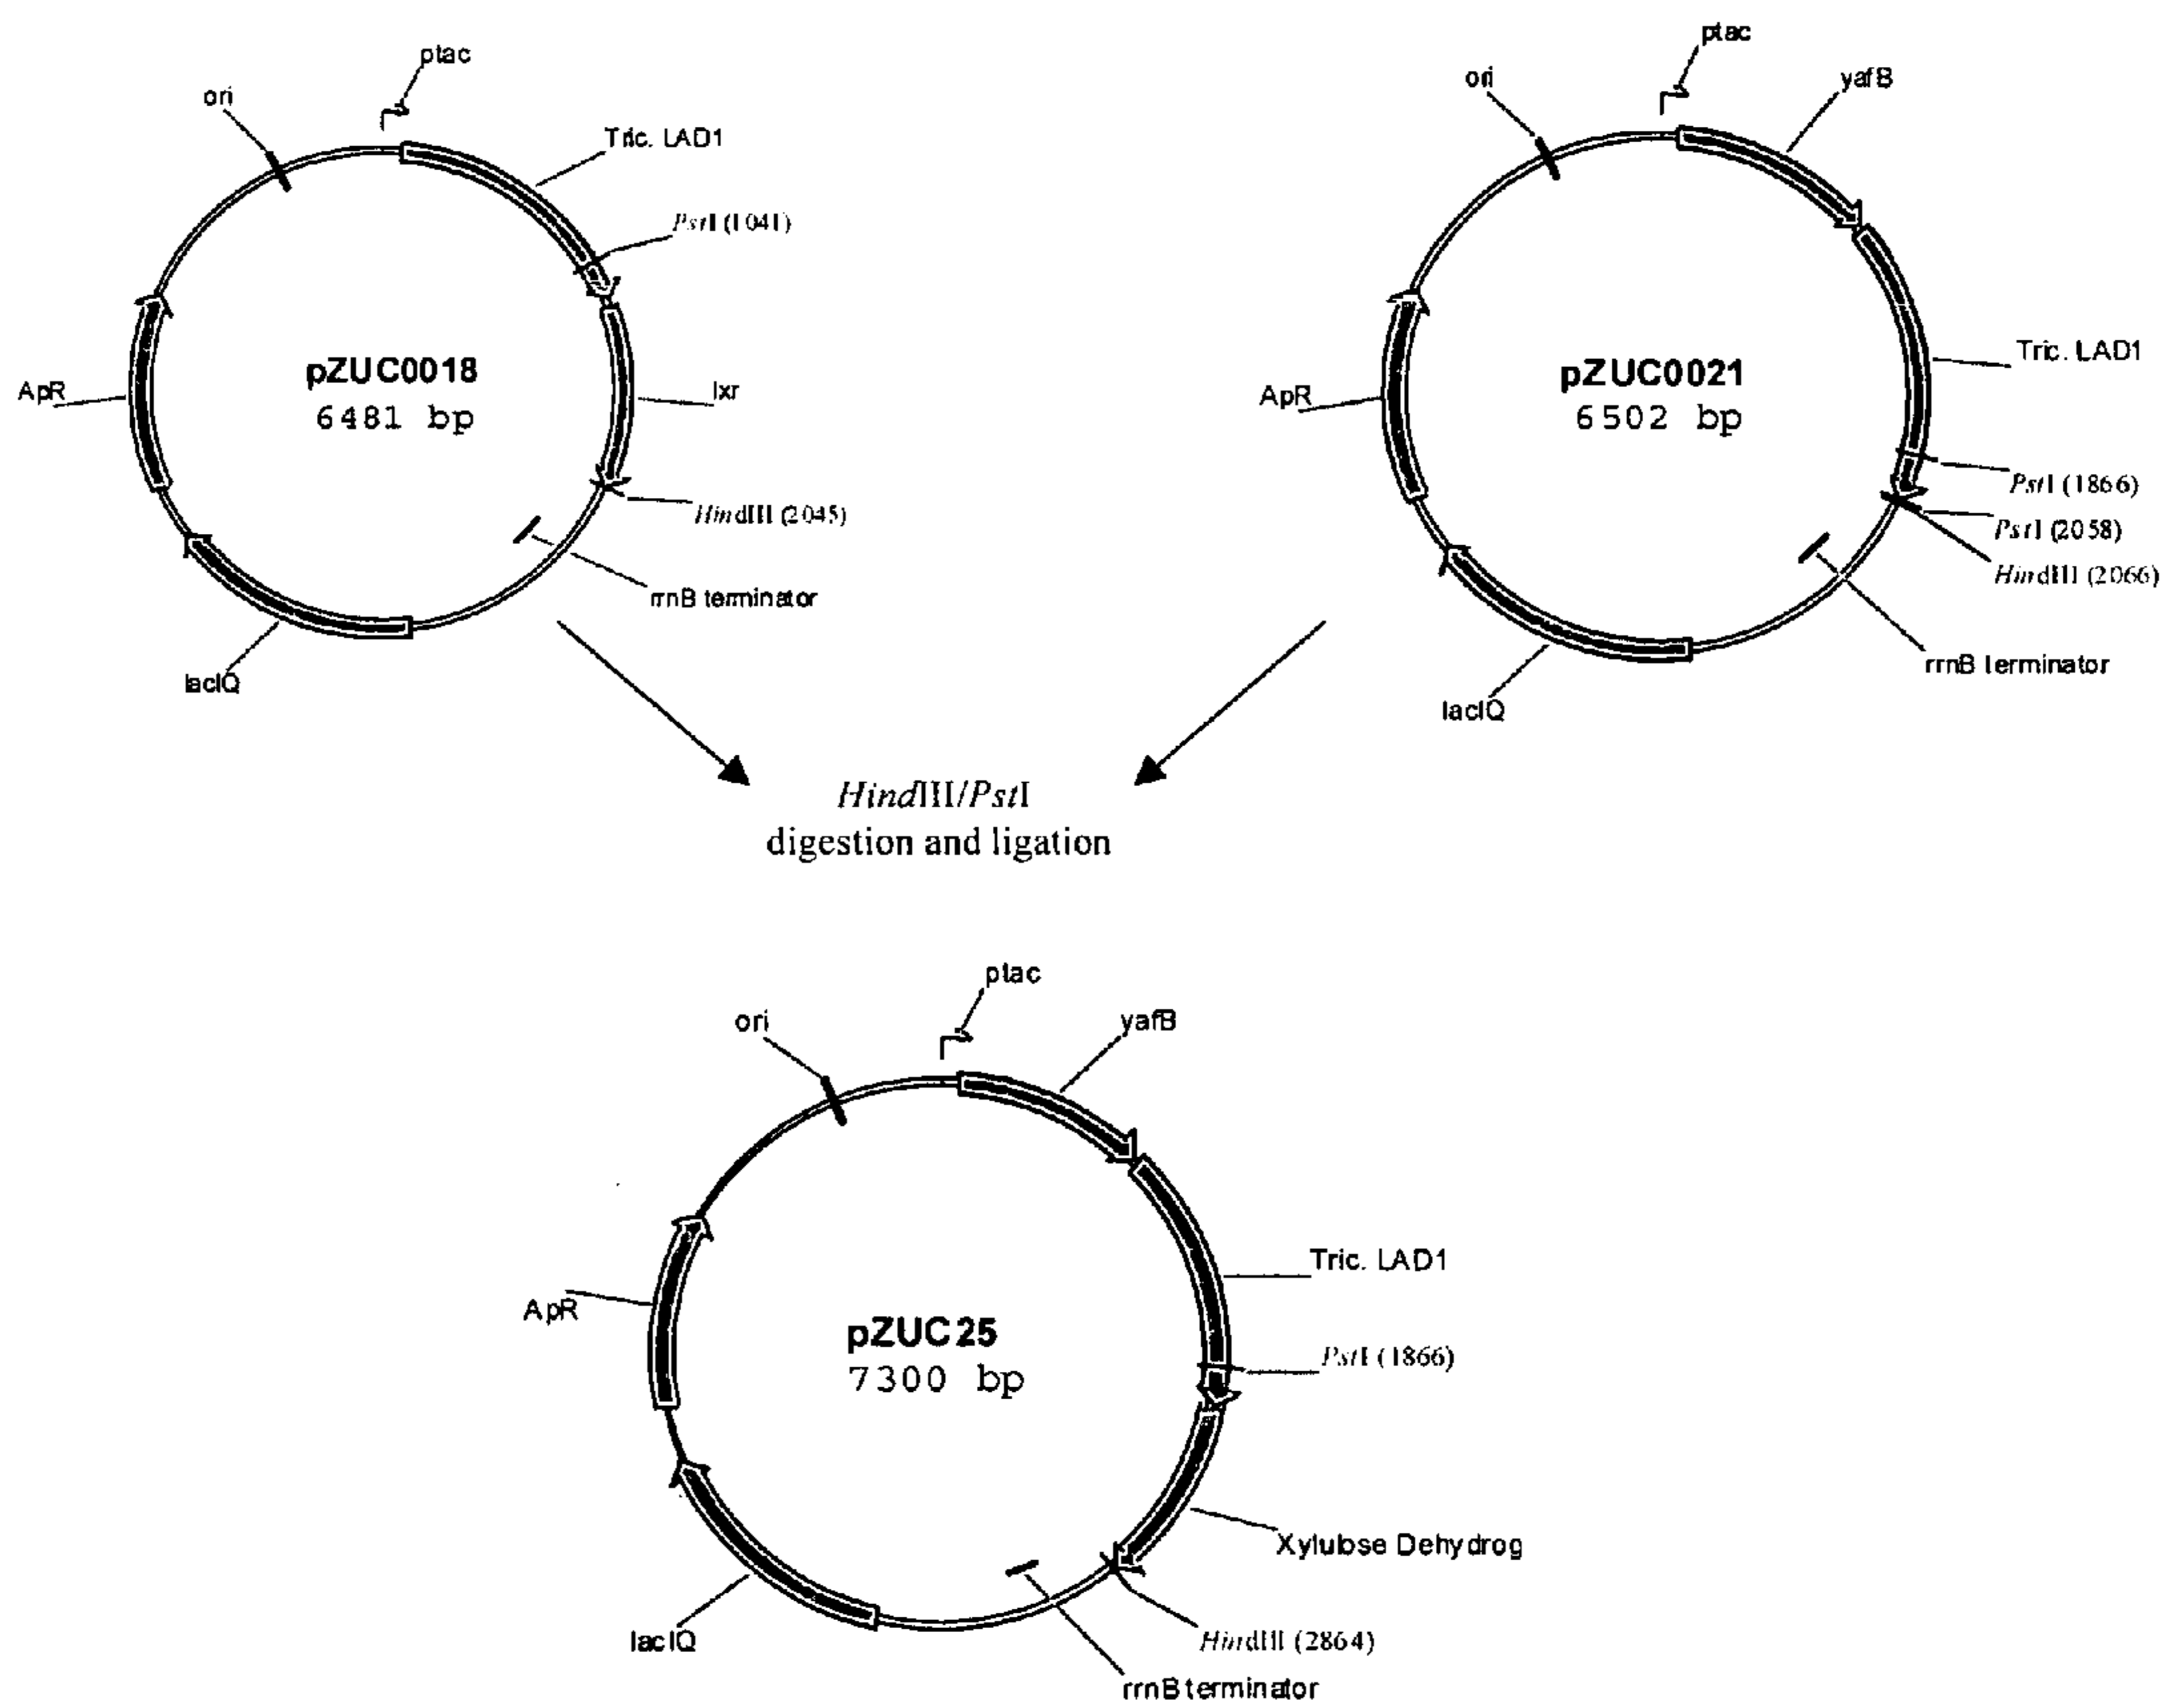 ptac
ori
Tric. LAD1
PstI (1041)
pZUC0018
6481 bp
ApR
lxr
HindIII (2045)
rrnB terminator
lacIQ
ptac
ori
yafB
Tric. LAD1
pZUC0021
6502 bp
ApR
PstI (1866)
PstI (2058)
HindIII (2066)
rrnB terminator
lacIQ
HindIII/PstI
digestion and ligation
ptac
ori
yafB
Tric. LAD1
ApR
pZUC25
7300 bp
PstI (1866)
Xylulose Dehydrog
lacIQ
HindIII (2864)
rrnB terminator